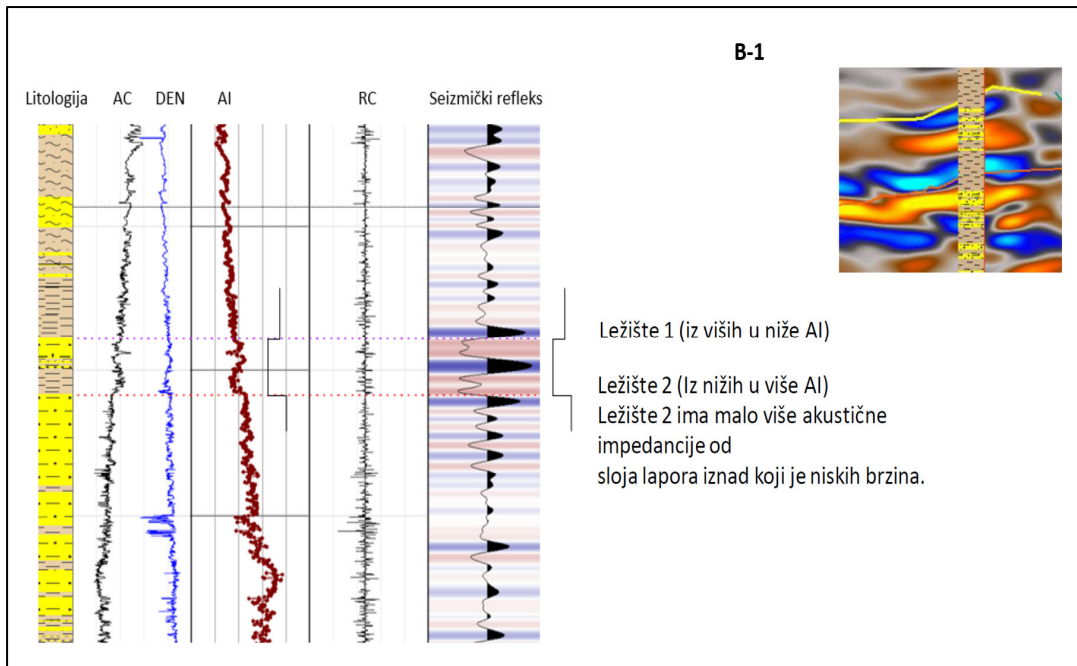 B-1
Litologija AC DEN AI RC Seizmički refleks
Ležište 1 (iz viših u niže AI)
Ležište 2 (Iz nižih u više AI)
Ležište 2 ima malo više akustične
impedancije od
sloja lapora iznad koji je niskih brzina.